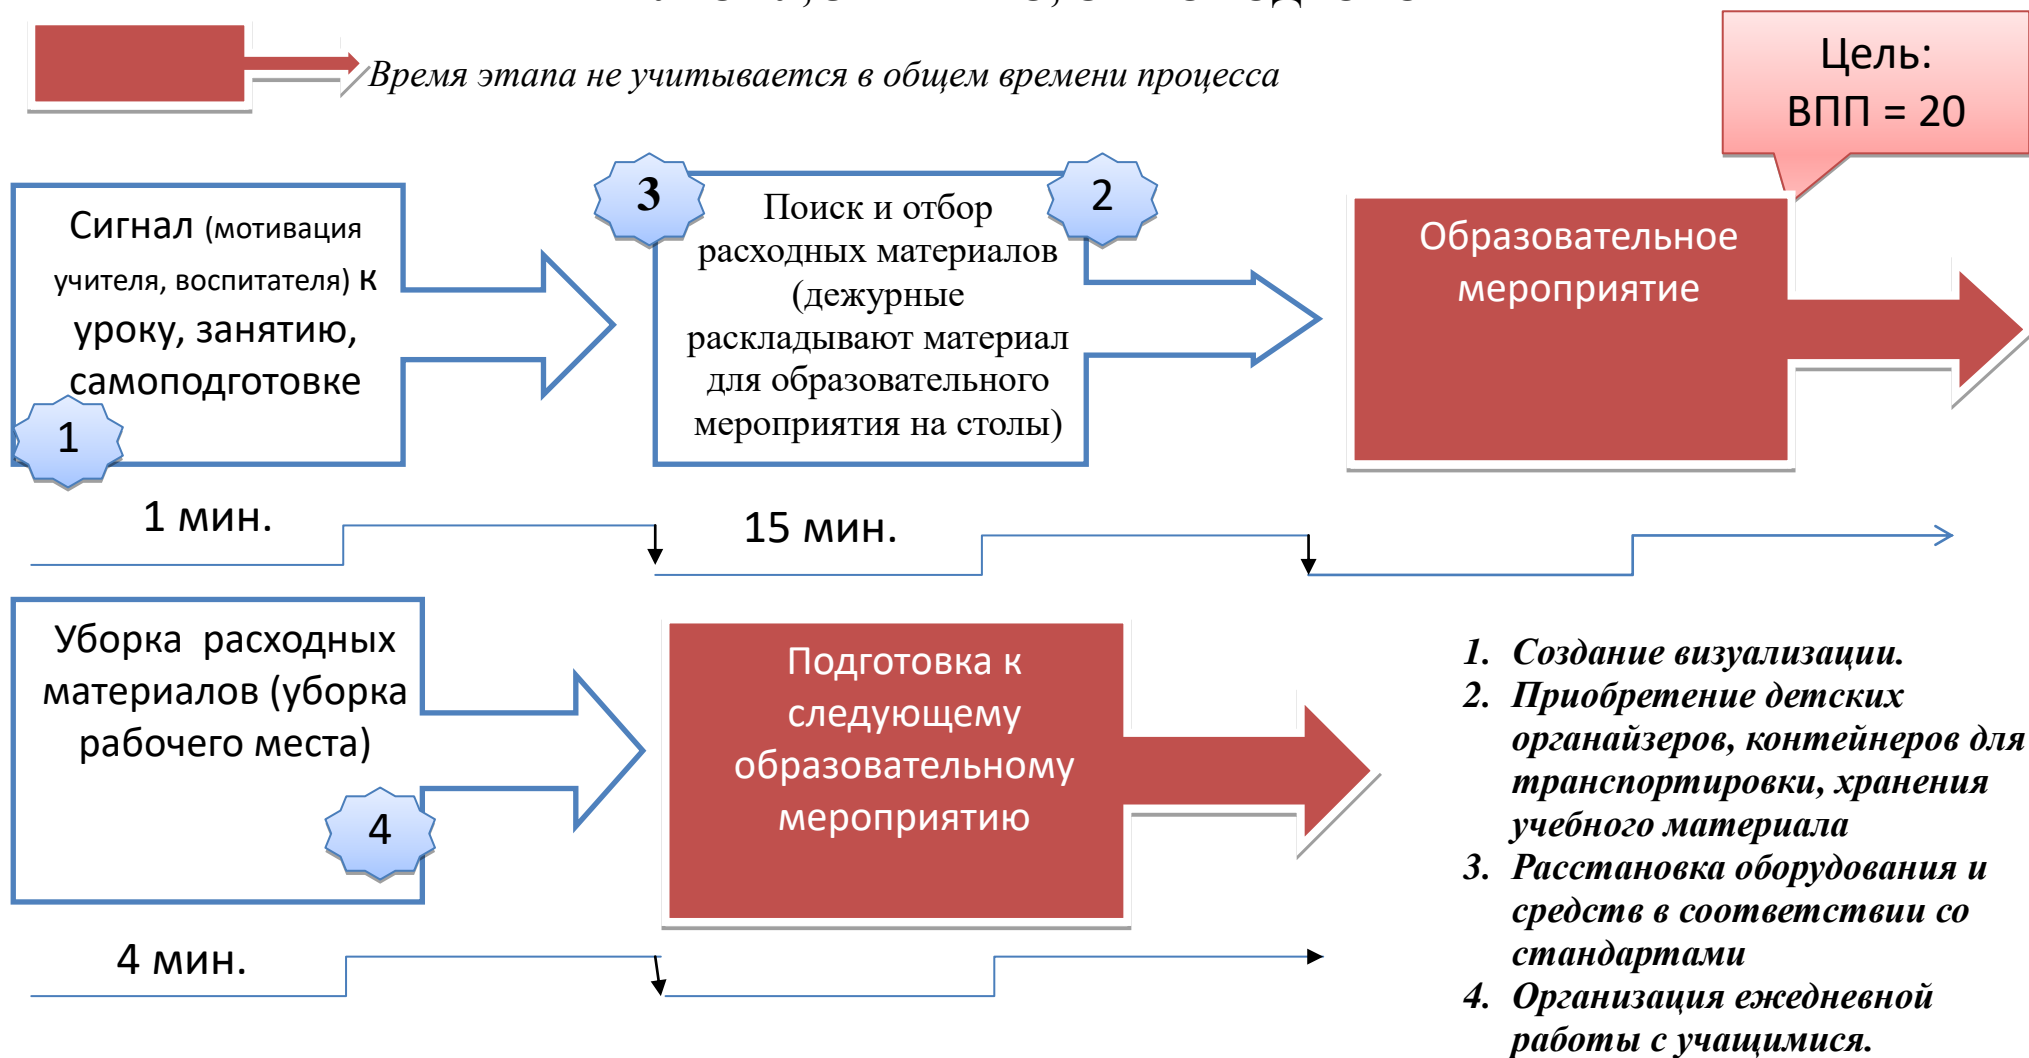 Время этапа не учитывается в общем времени процесса
Цель:
ВПП = 20
Сигнал (мотивация
учителя, воспитателя) к
уроку, занятию,
самоподготовке
1
3
2
Поиск и отбор
расходных материалов
(дежурные
раскладывают материал
для образовательного
мероприятия на столы)
Образовательное
мероприятие
1 мин.
15 мин.
Уборка расходных
материалов (уборка
рабочего места)
4
Подготовка к
следующему
образовательному
мероприятию
4 мин.
1. Создание визуализации.
2. Приобретение детских
органайзеров, контейнеров для
транспортировки, хранения
учебного материала
3. Расстановка оборудования и
средств в соответствии со
стандартами
4. Организация ежедневной
работы с учащимися.